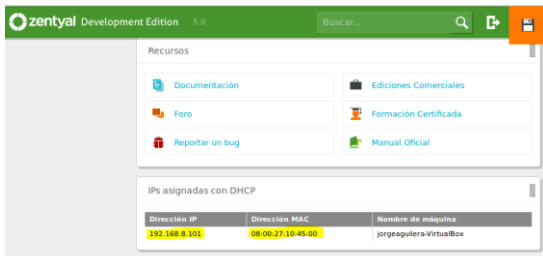 zentyal Development Edition 5.0 Buscar...
Recursos
Documentación Ediciones Comerciales
Foro Formación Certificada
Reportar un bug Manual Oficial
IPs asignadas con DHCP
Dirección IP Dirección MAC Nombre de máquina
192.168.8.101 08:00:27:10:45:00 jorgeaguilera-VirtualBox